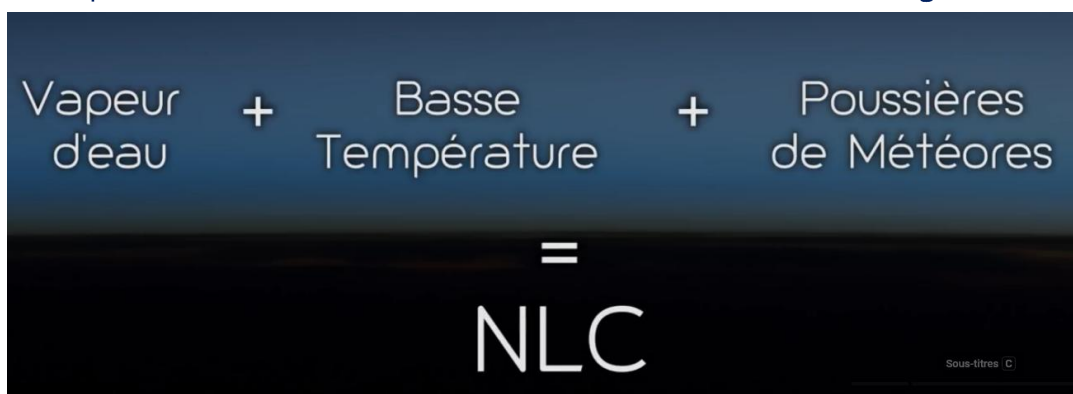 Vapeur d'eau + Basse Température + Poussières de Météores
=
NLC
Sous-titres C